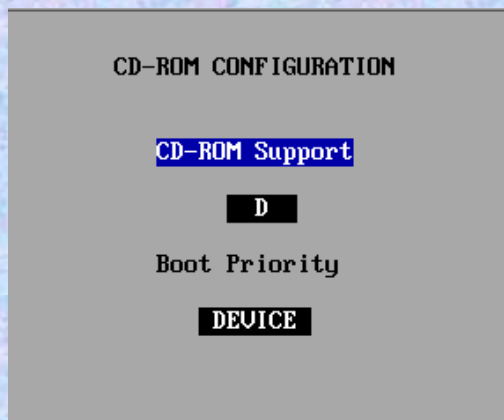 CD-ROM CONFIGURATION
CD-ROM Support
D
Boot Priority
DEVICE